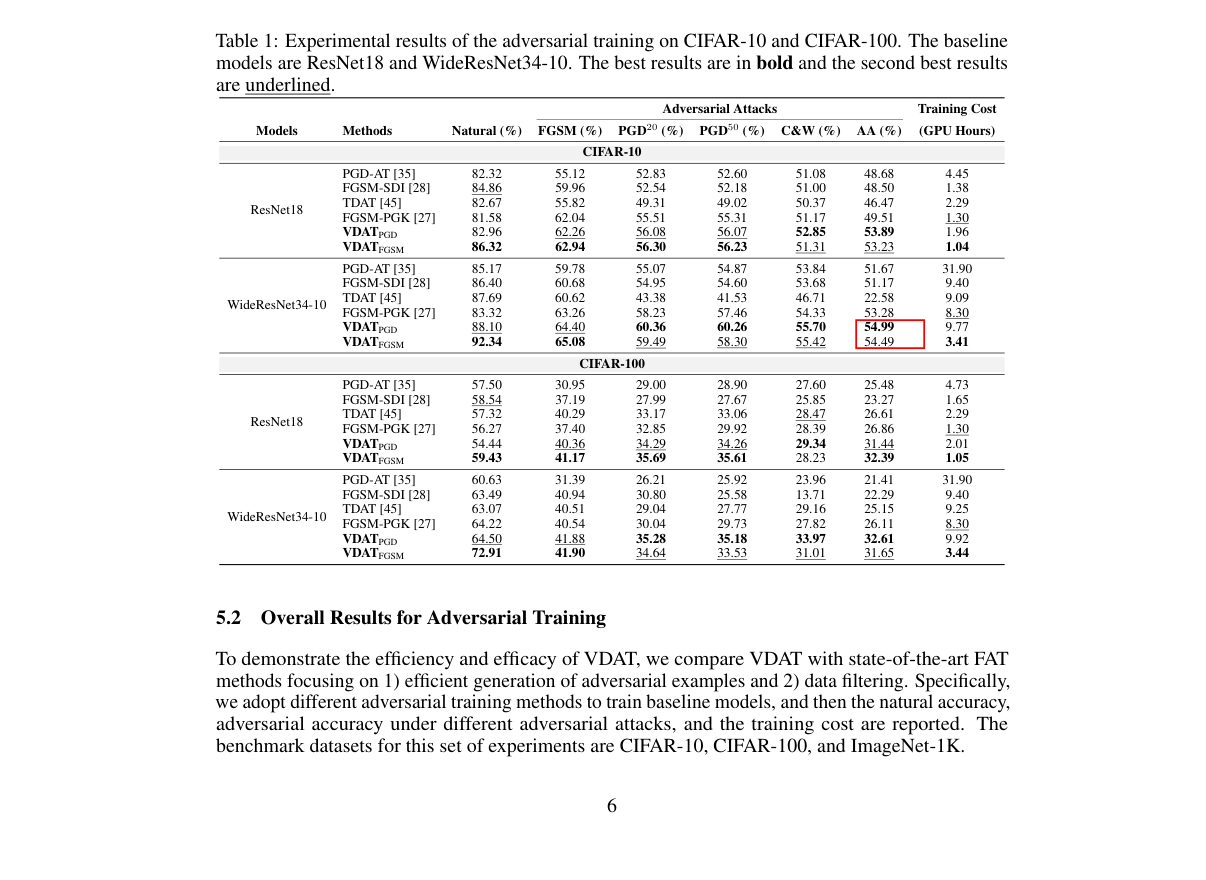 Table 1: Experimental results of the adversarial training on CIFAR-10 and CIFAR-100. The baseline
models are ResNet18 and WideResNet34-10. The best results are in bold and the second best results
are underlined.
Adversarial Attacks Training Cost
Models Methods Natural (%) FGSM (%) PGD20 (%) PGD50 (%) C&W (%) AA (%) (GPU Hours)
CIFAR-10
PGD-AT [35] 82.32 55.12 52.83 52.60 51.08 48.68 4.45
FGSM-SDI [28] 84.86 59.96 52.54 52.18 51.00 48.50 1.38
TDAT [45] 82.67 55.82 49.31 49.02 50.37 46.47 2.29
ResNet18
FGSM-PGK [27] 81.58 62.04 55.51 55.31 51.17 49.51 1.30
VDATPGD 82.96 62.26 56.08 56.07 52.85 53.89 1.96
VDATFGSM 86.32 62.94 56.30 56.23 51.31 53.23 1.04
PGD-AT [35] 85.17 59.78 55.07 54.87 53.84 51.67 31.90
FGSM-SDI [28] 86.40 60.68 54.95 54.60 53.68 51.17 9.40
TDAT [45] 87.69 60.62 43.38 41.53 46.71 22.58 9.09
WideResNet34-10
FGSM-PGK [27] 83.32 63.26 58.23 57.46 54.33 53.28 8.30
VDATPGD 88.10 64.40 60.36 60.26 55.70 54.99 9.77
VDATFGSM 92.34 65.08 59.49 58.30 55.42 54.49 3.41
CIFAR-100
PGD-AT [35] 57.50 30.95 29.00 28.90 27.60 25.48 4.73
FGSM-SDI [28] 58.54 37.19 27.99 27.67 25.85 23.27 1.65
TDAT [45] 57.32 40.29 33.17 33.06 28.47 26.61 2.29
ResNet18
FGSM-PGK [27] 56.27 37.40 32.85 29.92 28.39 26.86 1.30
VDATPGD 54.44 40.36 34.29 34.26 29.34 31.44 2.01
VDATFGSM 59.43 41.17 35.69 35.61 28.23 32.39 1.05
PGD-AT [35] 60.63 31.39 26.21 25.92 23.96 21.41 31.90
FGSM-SDI [28] 63.49 40.94 30.80 25.58 13.71 22.29 9.40
TDAT [45] 63.07 40.51 29.04 27.77 29.16 25.15 9.25
WideResNet34-10
FGSM-PGK [27] 64.22 40.54 30.04 29.73 27.82 26.11 8.30
VDATPGD 64.50 41.88 35.28 35.18 33.97 32.61 9.92
VDATFGSM 72.91 41.90 34.64 33.53 31.01 31.65 3.44
5.2 Overall Results for Adversarial Training
To demonstrate the efficiency and efficacy of VDAT, we compare VDAT with state-of-the-art FAT
methods focusing on 1) efficient generation of adversarial examples and 2) data filtering. Specifically,
we adopt different adversarial training methods to train baseline models, and then the natural accuracy,
adversarial accuracy under different adversarial attacks, and the training cost are reported. The
benchmark datasets for this set of experiments are CIFAR-10, CIFAR-100, and ImageNet-1K.
6